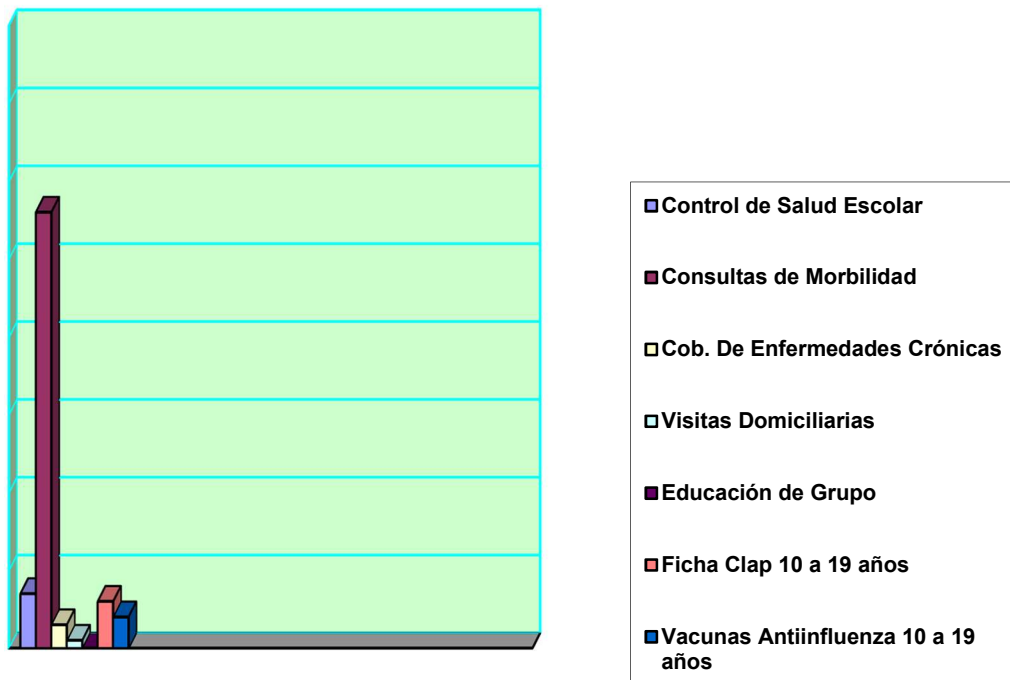 Control de Salud Escolar
Consultas de Morbilidad
Cob. De Enfermedades Crónicas
Visitas Domiciliarias
Educación de Grupo
Ficha Clap 10 a 19 años
Vacunas Antiinfluenza 10 a 19
años